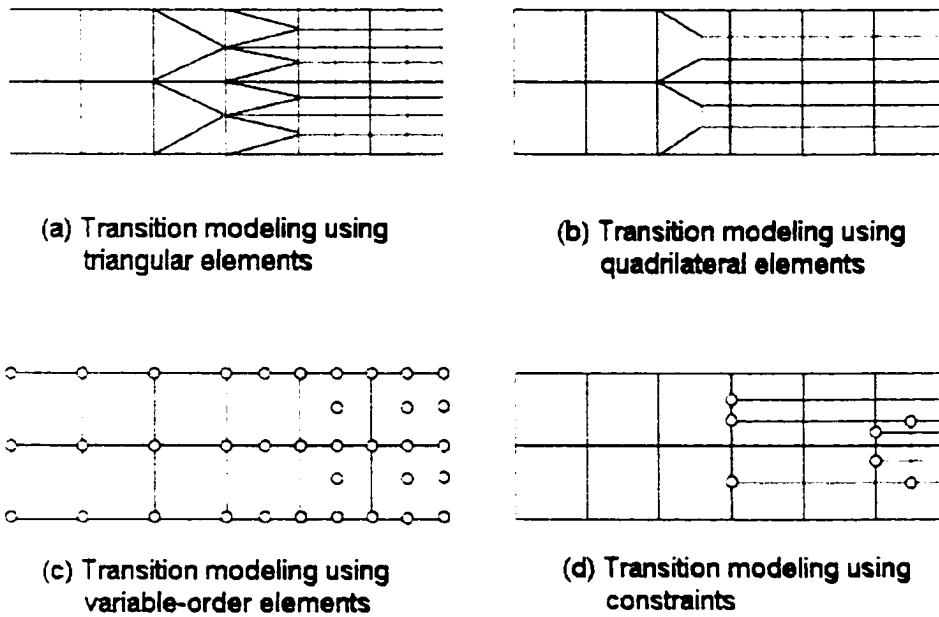 (a) Transition modeling using
triangular elements
(b) Transition modeling using
quadrilateral elements
(c) Transition modeling using
variable-order elements
(d) Transition modeling using
constraints